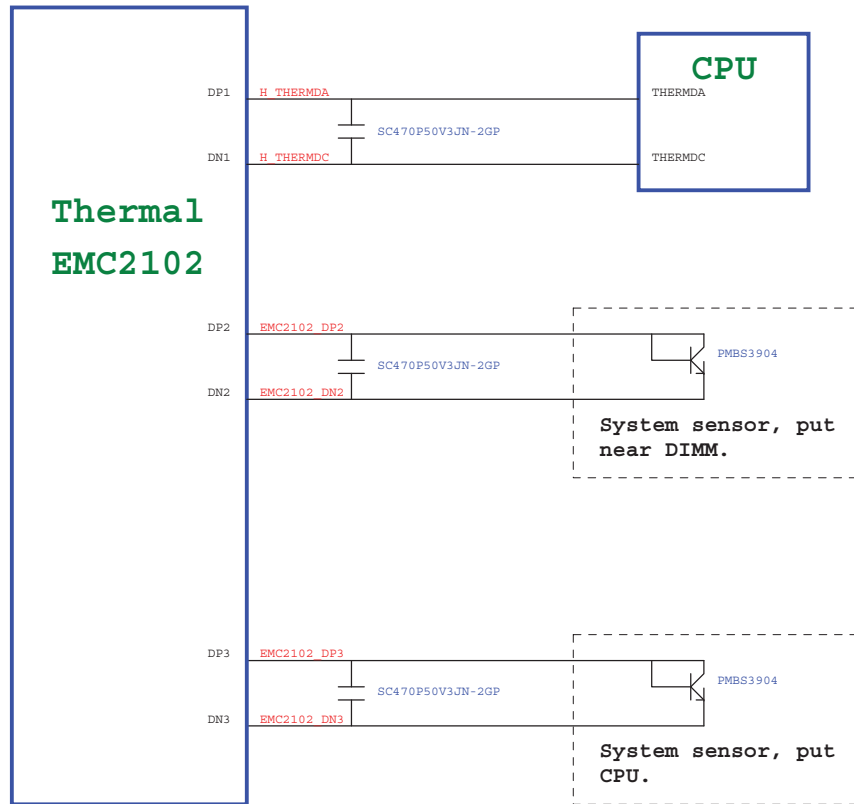 CPU
DP1
H_THERMDA
THERMDA
SC470P50V3JN-2GP
DN1
H_THERMDC
THERMDC
Thermal
EMC2102
DP2
EMC2102_DP2
PMBS3904
SC470P50V3JN-2GP
DN2
EMC2102_DN2
System sensor, put
near DIMM.
DP3
EMC2102_DP3
PMBS3904
SC470P50V3JN-2GP
DN3
EMC2102_DN3
System sensor, put
CPU.